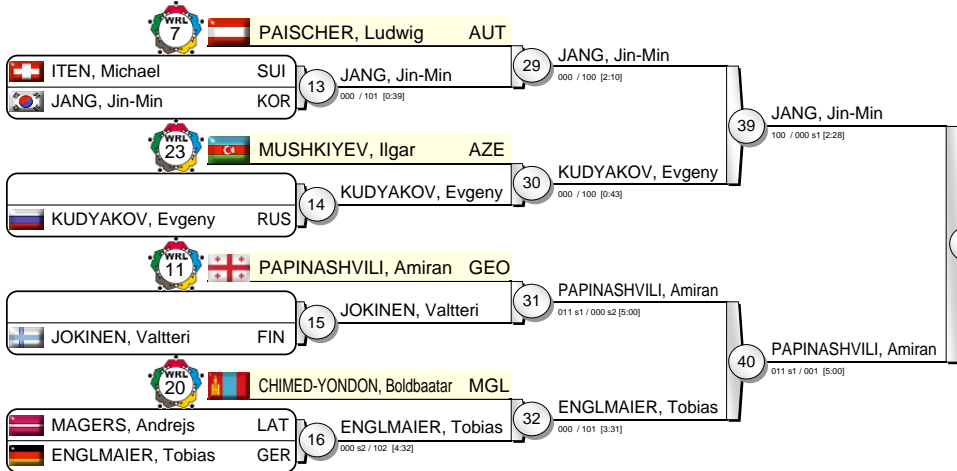 WRL 7 PAISCHER, Ludwig AUT
ITEN, Michael SUI
JANG, Jin-Min KOR
13 JANG, Jin-Min
000 / 101 [0:39]
29 JANG, Jin-Min
000 / 100 [2:10]
WRL 23 MUSHKIYEV, Ilgar AZE
KUDYAKOV, Evgeny RUS
14 KUDYAKOV, Evgeny
30 KUDYAKOV, Evgeny
000 / 100 [0:43]
39 JANG, Jin-Min
100 / 000 s1 [2:28]
WRL 11 PAPINASHVILI, Amiran GEO
JOKINEN, Valtteri FIN
15 JOKINEN, Valtteri
31 PAPINASHVILI, Amiran
011 s1 / 000 s2 [5:00]
WRL 20 CHIMED-YONDON, Boldbaatar MGL
MAGERS, Andrejs LAT
ENGLMAIER, Tobias GER
16 ENGLMAIER, Tobias
000 s2 / 102 [4:32]
32 ENGLMAIER, Tobias
000 / 101 [3:31]
40 PAPINASHVILI, Amiran
011 s1 / 001 [5:00]